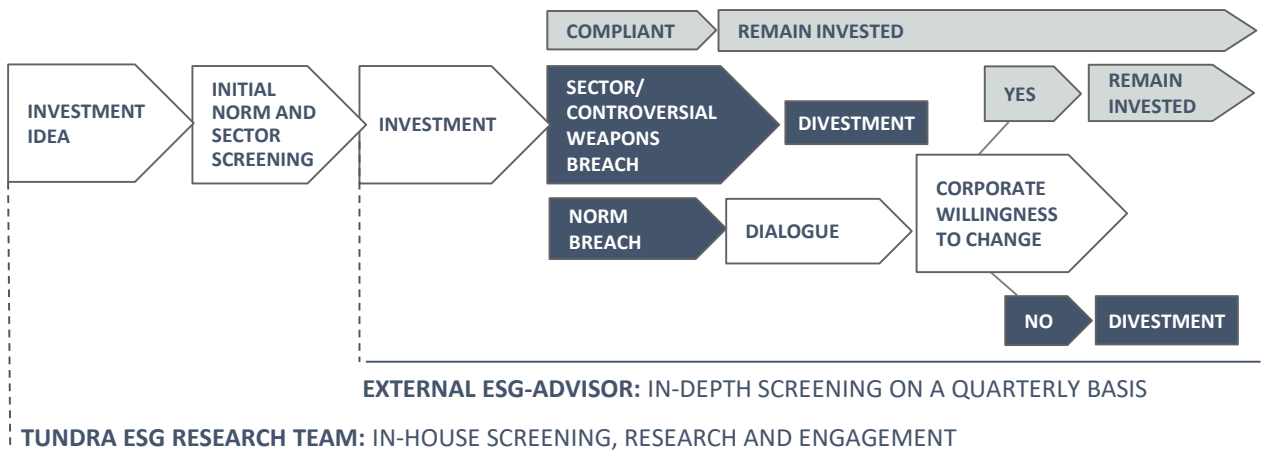 COMPLIANT
REMAIN INVESTED
INVESTMENT
IDEA
INITIAL
NORM AND
SECTOR
SCREENING
INVESTMENT
SECTOR/
CONTROVERSIAL
WEAPONS
BREACH
DIVESTMENT
YES
REMAIN
INVESTED
NORM
BREACH
DIALOGUE
CORPORATE
WILLINGNESS
TO CHANGE
NO
DIVESTMENT
EXTERNAL ESG-ADVISOR: IN-DEPTH SCREENING ON A QUARTERLY BASIS
TUNDRA ESG RESEARCH TEAM: IN-HOUSE SCREENING, RESEARCH AND ENGAGEMENT